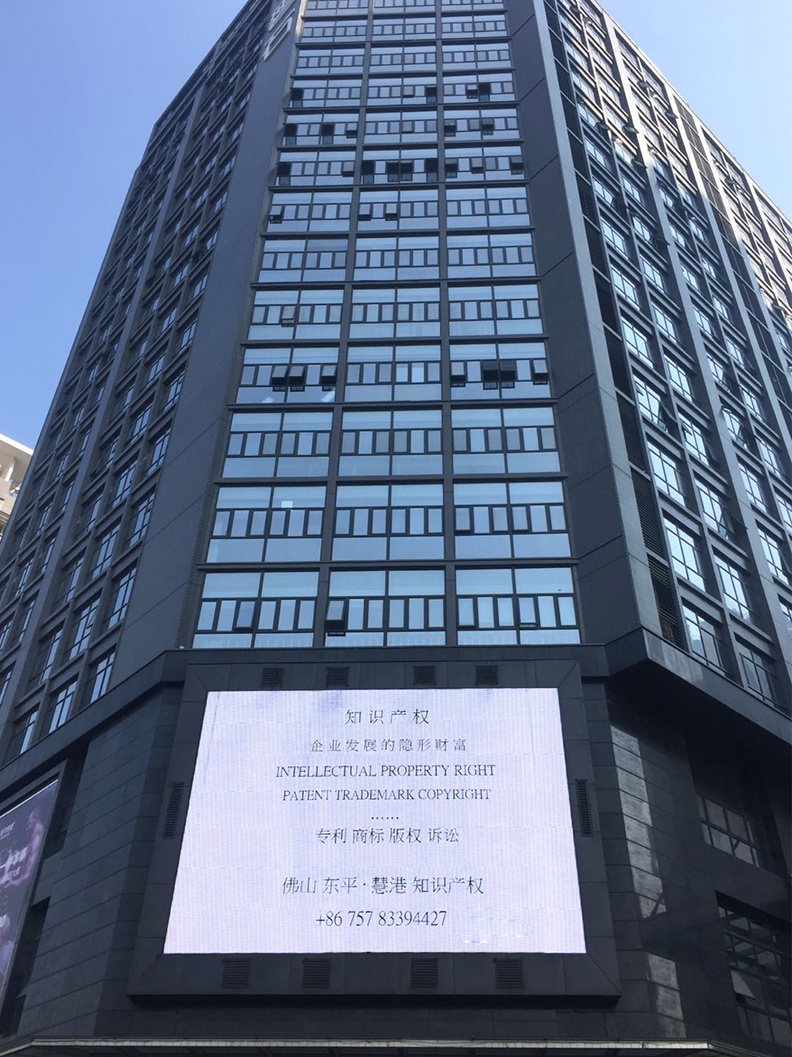 知识产权
企业发展的隐形财富
INTELLECTUAL PROPERTY RIGHT
PATENT TRADEMARK COPYRIGHT
......
专利 商标 版权 诉讼
佛山 东平·慧港 知识产权
+86 757 83394427